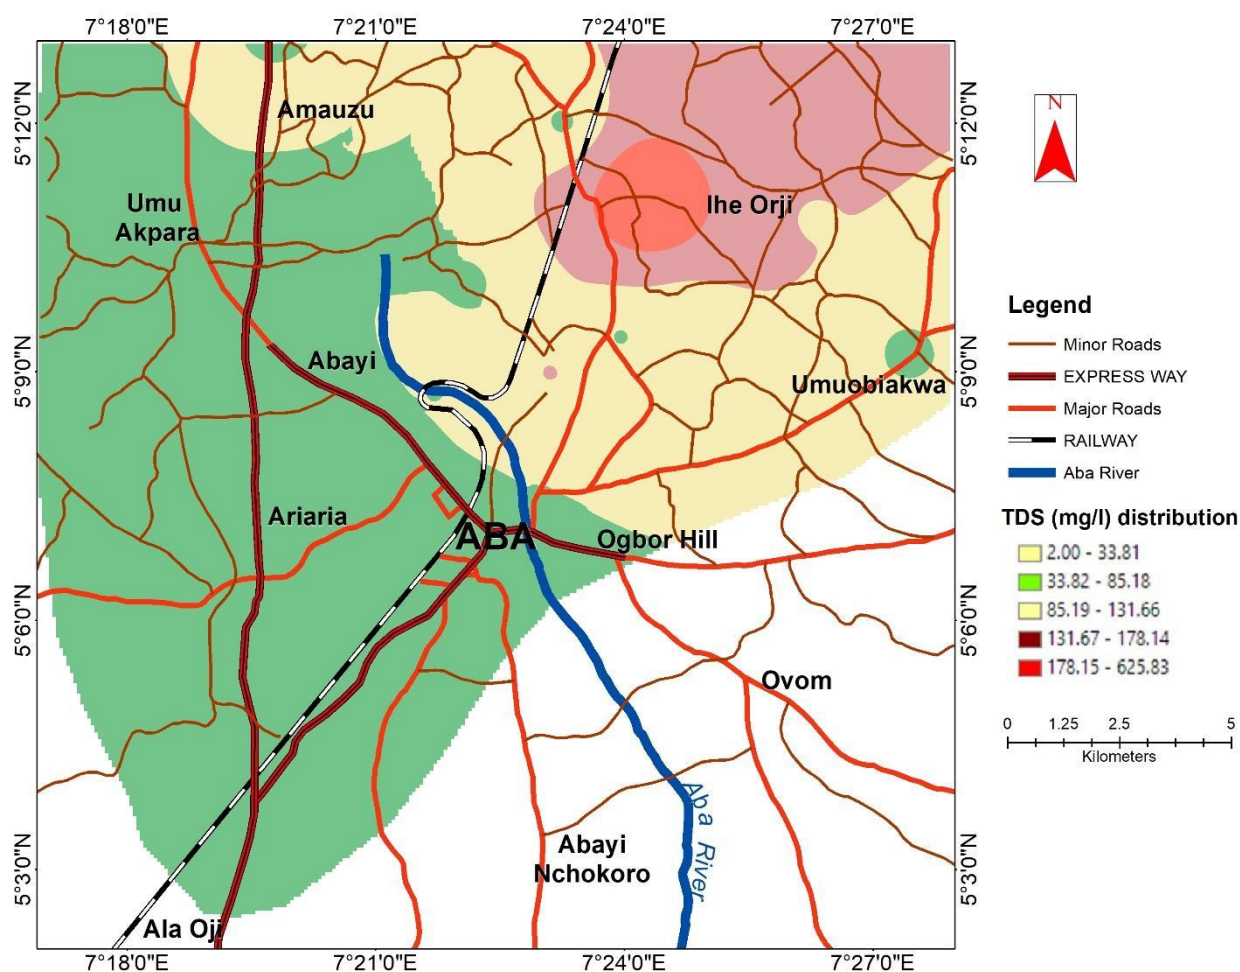 7°18'0"E
7°21'0"E
7°24'0"E
7°27'0"E
5°12'0"N
5°9'0"N
5°6'0"N
5°3'0"N
Amauzu
Umu
Akpara
Ihe Orji
Abayi
Umuobiakwa
Ariaria
ABA
Ogbor Hill
Ovom
Abayi
Nchokoro
Aba River
Ala Oji
5°12'0"N
5°9'0"N
5°6'0"N
5°3'0"N
7°18'0"E
7°21'0"E
7°24'0"E
7°27'0"E
N
Legend
Minor Roads
EXPRESS WAY
Major Roads
RAILWAY
Aba River
TDS (mg/l) distribution
2.00 - 33.81
33.82 - 85.18
85.19 - 131.66
131.67 - 178.14
178.15 - 625.83
0 1.25 2.5 5
Kilometers